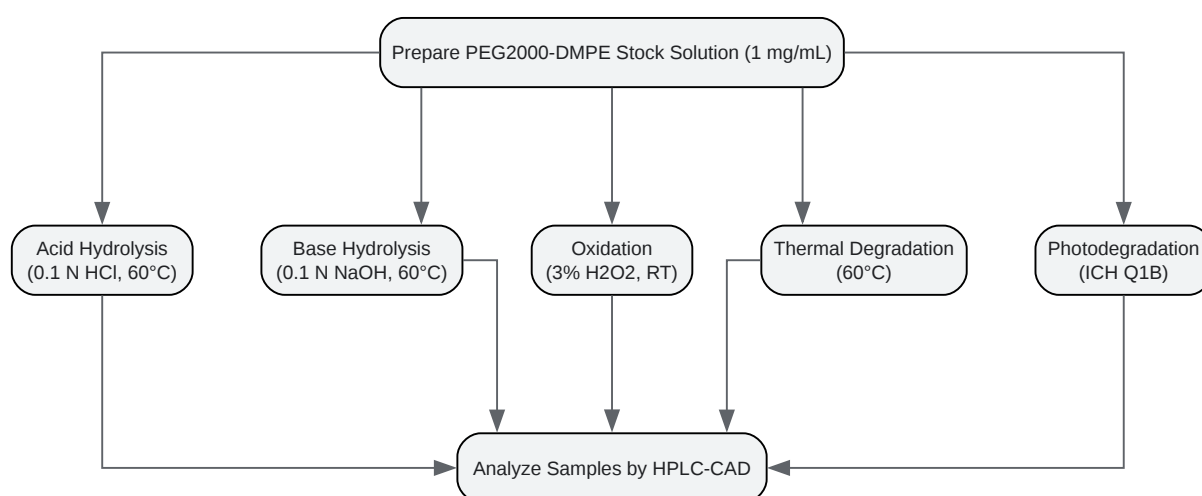 Prepare PEG2000-DMPE Stock Solution (1 mg/mL)
Acid Hydrolysis
(0.1 N HCl, 60°C)
Base Hydrolysis
(0.1 N NaOH, 60°C)
Oxidation
(3% H2O2, RT)
Thermal Degradation
(60°C)
Photodegradation
(ICH Q1B)
Analyze Samples by HPLC-CAD